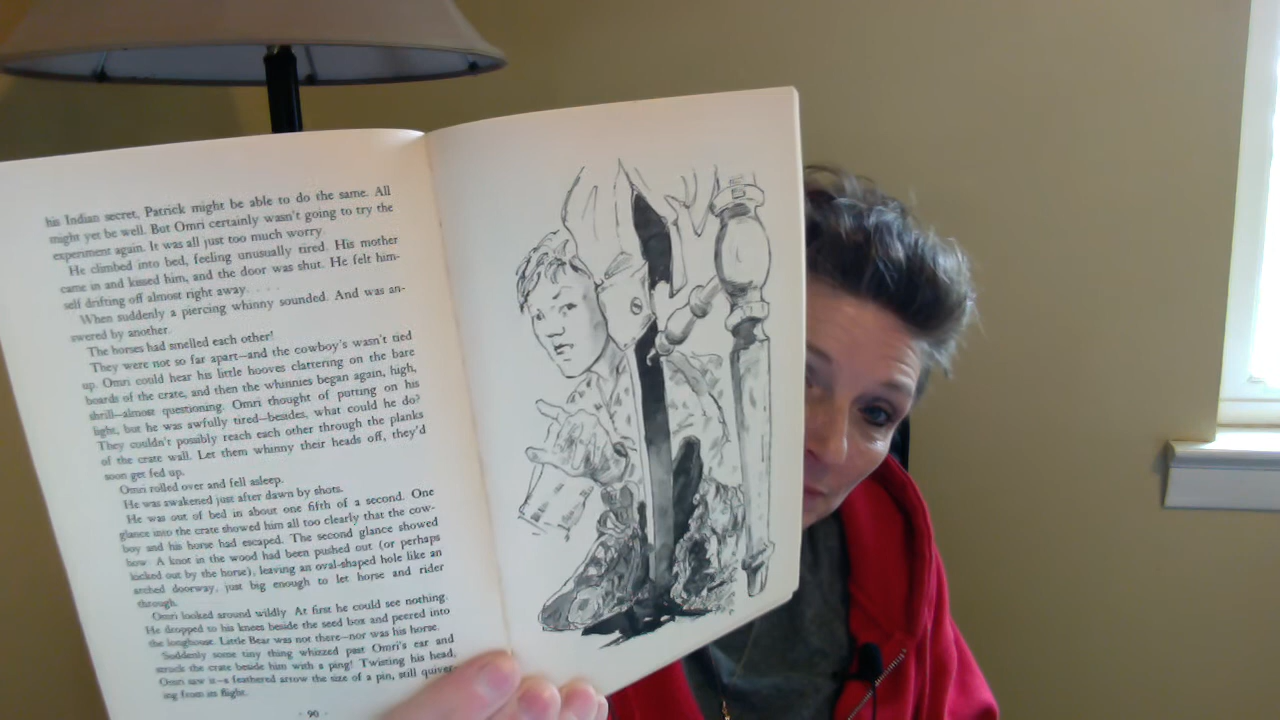 his Indian secret, Patrick might be able to do the same. All
might yet be well. But Omri certainly wasn't going to try the
experiment again. It was all just too much worry.
He climbed into bed, feeling unusually tired. His mother
came in and kissed him, and the door was shut. He felt him-
self drifting off almost right away. . . . .
When suddenly a piercing whinny sounded. And was an-
swered by another.
The horses had smelled each other!
They were not so far apart—and the cowboy's wasn't tied
up. Omri could hear his little hooves clattering on the bare
boards of the crate, and then the whinnies began again, high,
shrill—almost questioning. Omri thought of putting on his
light, but he was awfully tired—besides, what could he do?
They couldn't possibly reach each other through the planks
of the crate wall. Let them whinny their heads off, they'd
soon get fed up.
Omri rolled over and fell asleep.
He was awakened just after dawn by shots.
He was out of bed in about one fifth of a second. One
glance into the crate showed him all too clearly that the cow-
boy and his horse had escaped. The second glance showed
how. A knot in the wood had been pushed out (or perhaps
kicked out by the horse), leaving an oval-shaped hole like an
arched doorway, just big enough to let horse and rider
through.
Omri looked around wildly. At first he could see nothing.
He dropped to his knees beside the seed box and peered into
the longhouse. Little Bear was not there—nor was his horse.
Suddenly some tiny thing whizzed past Omri's ear and
struck the crate beside him with a ping! Twisting his head,
Omri saw it—a feathered arrow the size of a pin, still quiver-
ing from its flight.
· 90 ·